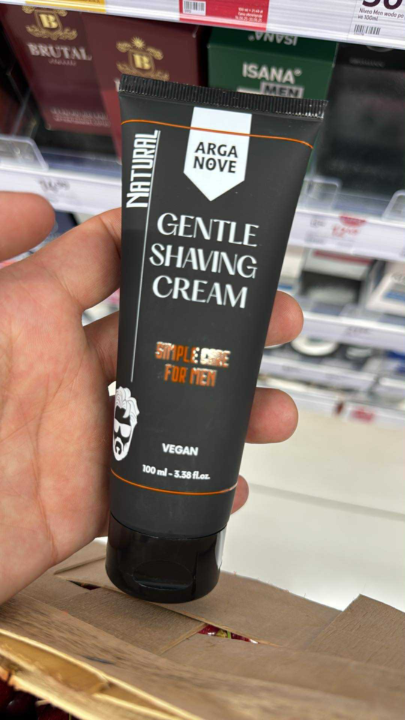 B
BRUTAL
B
ISANA
ISANA
MEN
NATURAL
ARGA
NOVE
GENTLE
SHAVING
CREAM
SIMPLE CARE
FOR MEN
VEGAN
100 ml - 3.38 fl.oz.